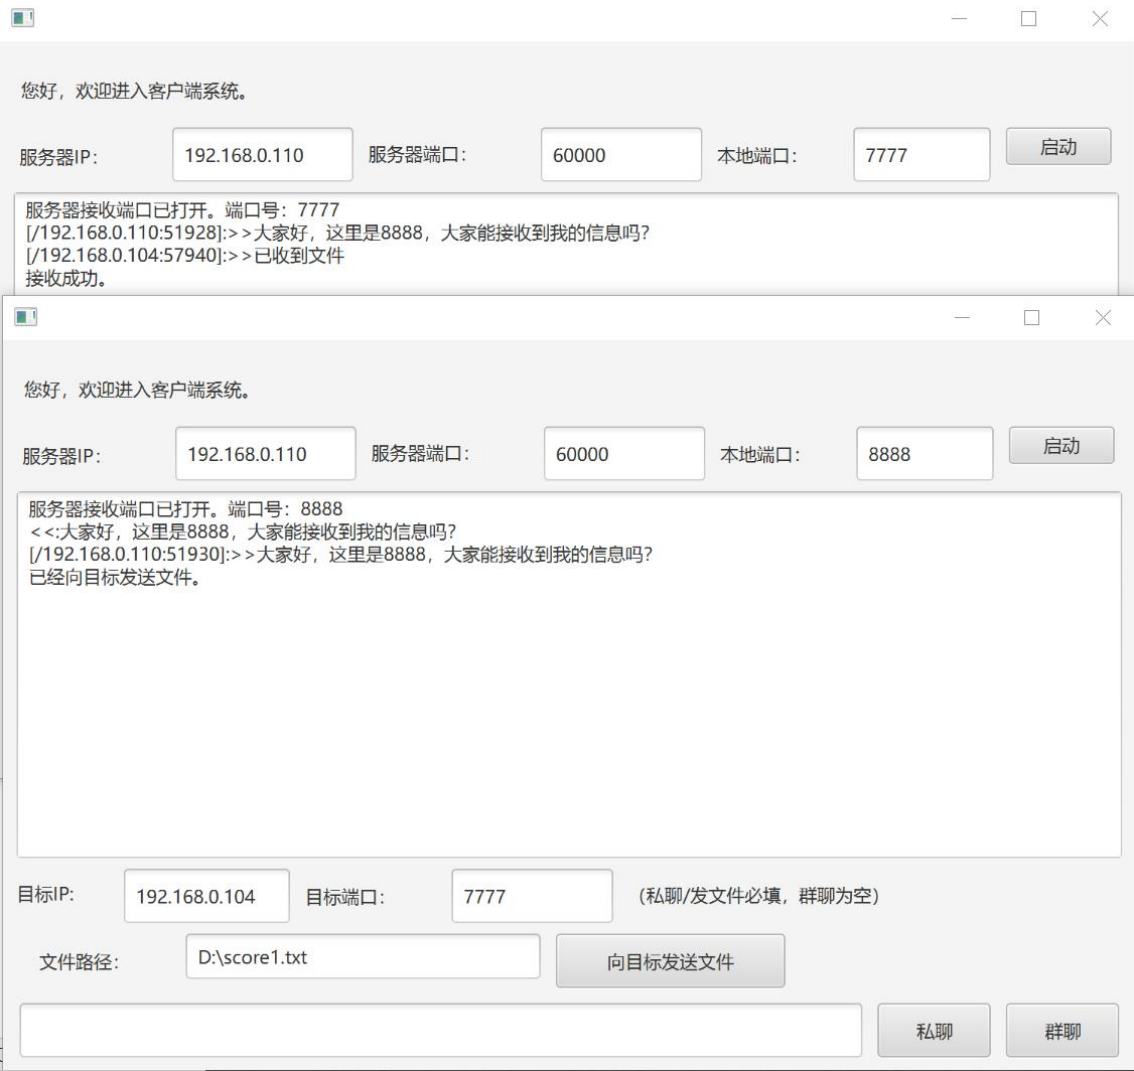 您好，欢迎进入客户端系统。
服务器IP: 192.168.0.110 服务器端口： 60000 本地端口： 7777 启动
服务器接收端口已打开。端口号：7777
[/192.168.0.110:51928]:>>大家好，这里是8888，大家能接收到我的信息吗?
[/192.168.0.104:57940]:>>已收到文件
接收成功。
您好，欢迎进入客户端系统。
服务器IP: 192.168.0.110 服务器端口： 60000 本地端口： 8888 启动
服务器接收端口已打开。端口号：8888
<<:大家好，这里是8888，大家能接收到我的信息吗?
[/192.168.0.110:51930]:>>大家好，这里是8888，大家能接收到我的信息吗?
已经向目标发送文件。
目标IP: 192.168.0.104 目标端口： 7777 （私聊/发文件必填，群聊为空）
文件路径： D:\score1.txt 向目标发送文件
私聊 群聊